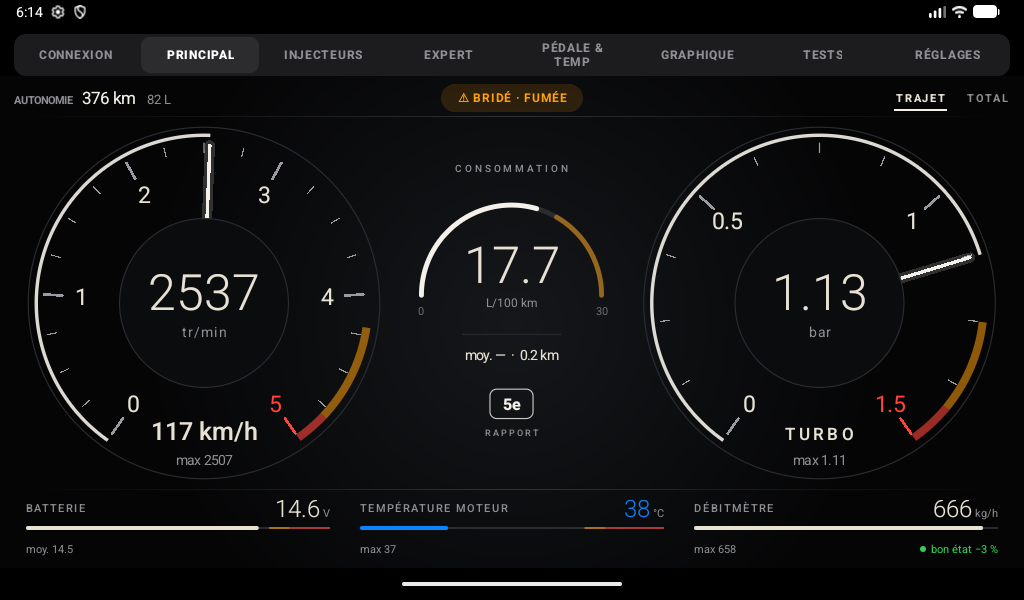 6:14
CONNEXION
PRINCIPAL
INJECTEURS
EXPERT
PÉDALE &
TEMP
GRAPHIQUE
TESTS
RÉGLAGES
AUTONOMIE 376 km 82 L
⚠ BRIDÉ · FUMÉE
TRAJET
TOTAL
0
1
2
3
4
5
2537
tr/min
117 km/h
max 2507
CONSOMMATION
17.7
L/100 km
0
30
moy. — · 0.2 km
5e
RAPPORT
0
0.5
1
1.5
1.13
bar
TURBO
max 1.11
BATTERIE 14.6 V
moy. 14.5
TEMPÉRATURE MOTEUR 38 °C
max 37
DÉBITMÈTRE 666 kg/h
max 658
bon état −3 %